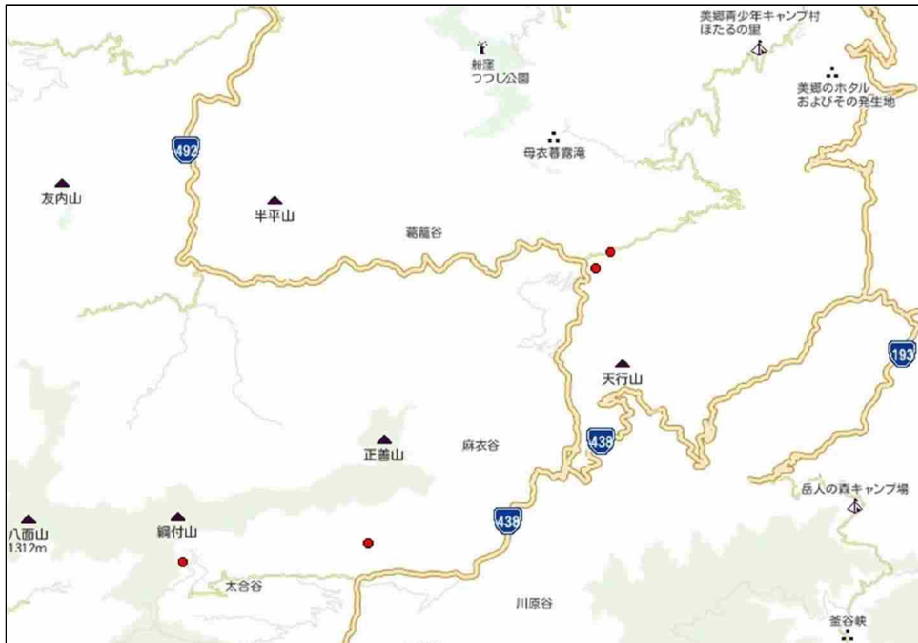 美郷青少年キャンプ村
ほたるの里
船窪
つつじ公園
美郷のホタル
およびその発生地
492
母衣暮露滝
友内山
半平山
葛籠谷
193
天行山
438
正善山
麻衣谷
岳人の森キャンプ場
八面山
1312m
綱付山
438
太合谷
川原谷
釜谷峡